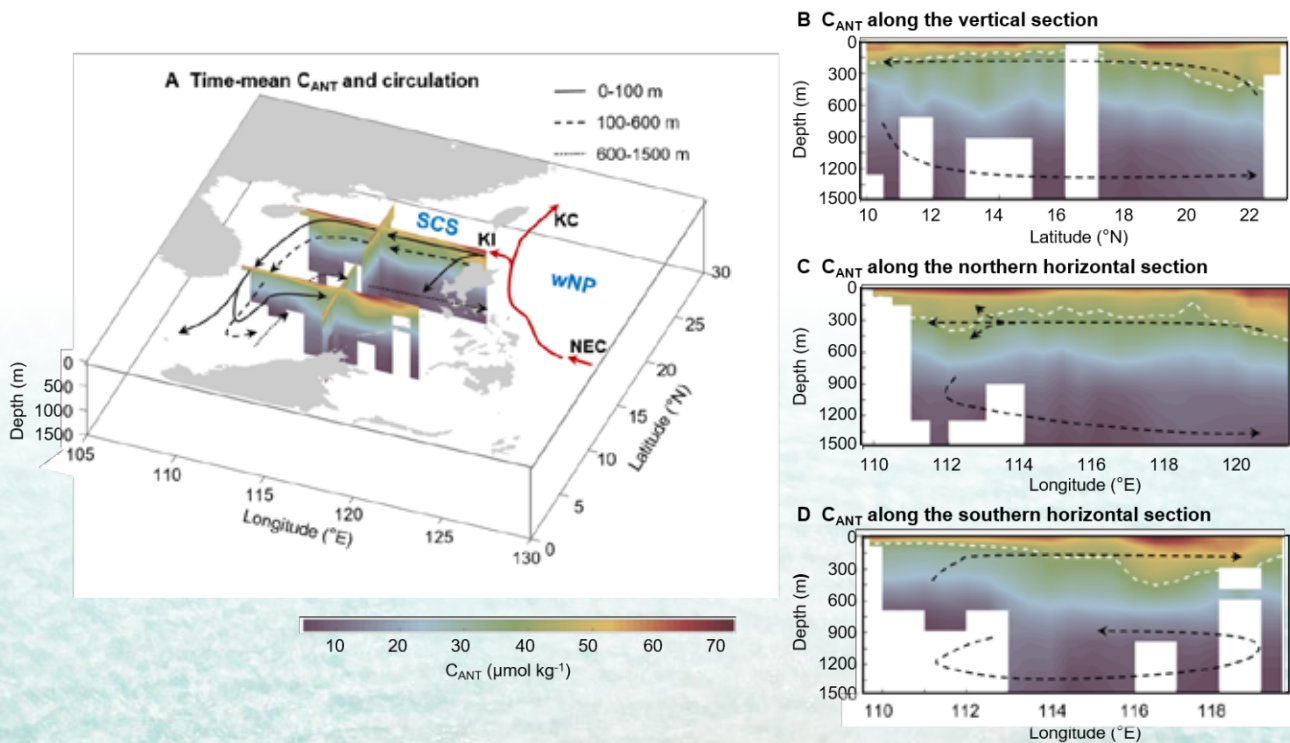 A Time-mean CANT and circulation
0-100 m
100-600 m
600-1500 m
SCS
KI
KC
wNP
NEC
Depth (m)
0
500
1000
1500
105
110
115
120
125
130
Longitude (°E)
0
5
10
15
20
25
30
Latitude (°N)
10 20 30 40 50 60 70
CANT (µmol kg-1)
B CANT along the vertical section
Depth (m)
0
300
600
900
1200
1500
10 12 14 16 18 20 22
Latitude (°N)
C CANT along the northern horizontal section
Depth (m)
0
300
600
900
1200
1500
110 112 114 116 118 120
Longitude (°E)
D CANT along the southern horizontal section
Depth (m)
0
300
600
900
1200
1500
110 112 114 116 118
Longitude (°E)